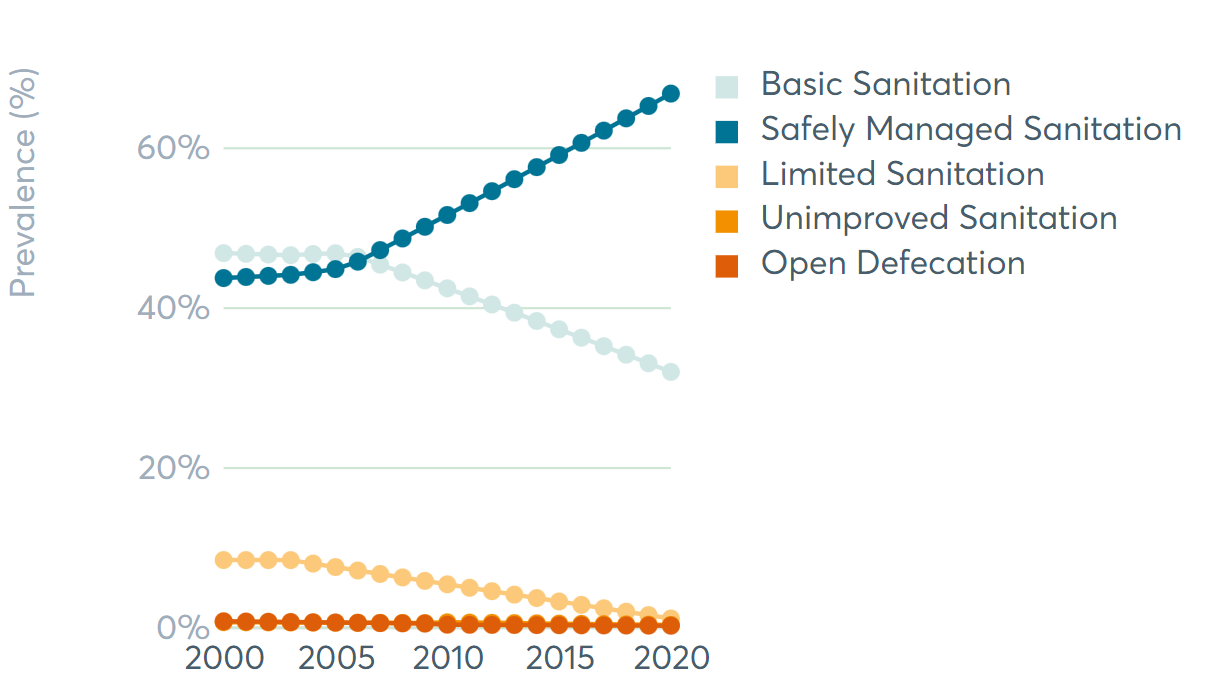 Prevalence (%)
60%
40%
20%
0%
2000 2005 2010 2015 2020
Basic Sanitation
Safely Managed Sanitation
Limited Sanitation
Unimproved Sanitation
Open Defecation